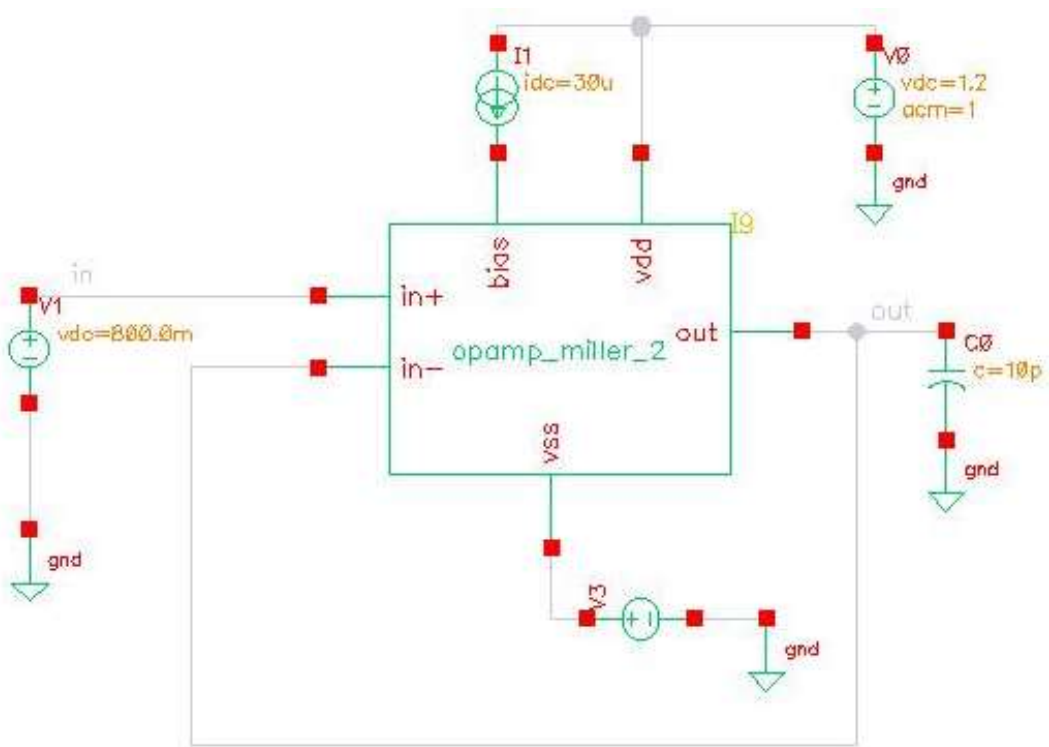 I1
idc=30u
V0
vdc=1.2
acm=1
gnd
I9
bias
vdd
in
V1
vdc=800.0m
in+
in-
opamp_miller_2
out
out
C0
c=10p
vss
gnd
gnd
V3
gnd